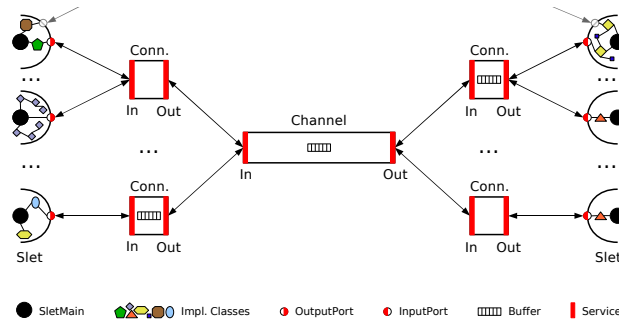 Conn.
Conn.
...
...
In
Out
In
Out
Channel
...
...
...
...
In
Out
Conn.
Conn.
In
Out
In
Out
Slet
Slet
SletMain
Impl. Classes
OutputPort
InputPort
Buffer
Service